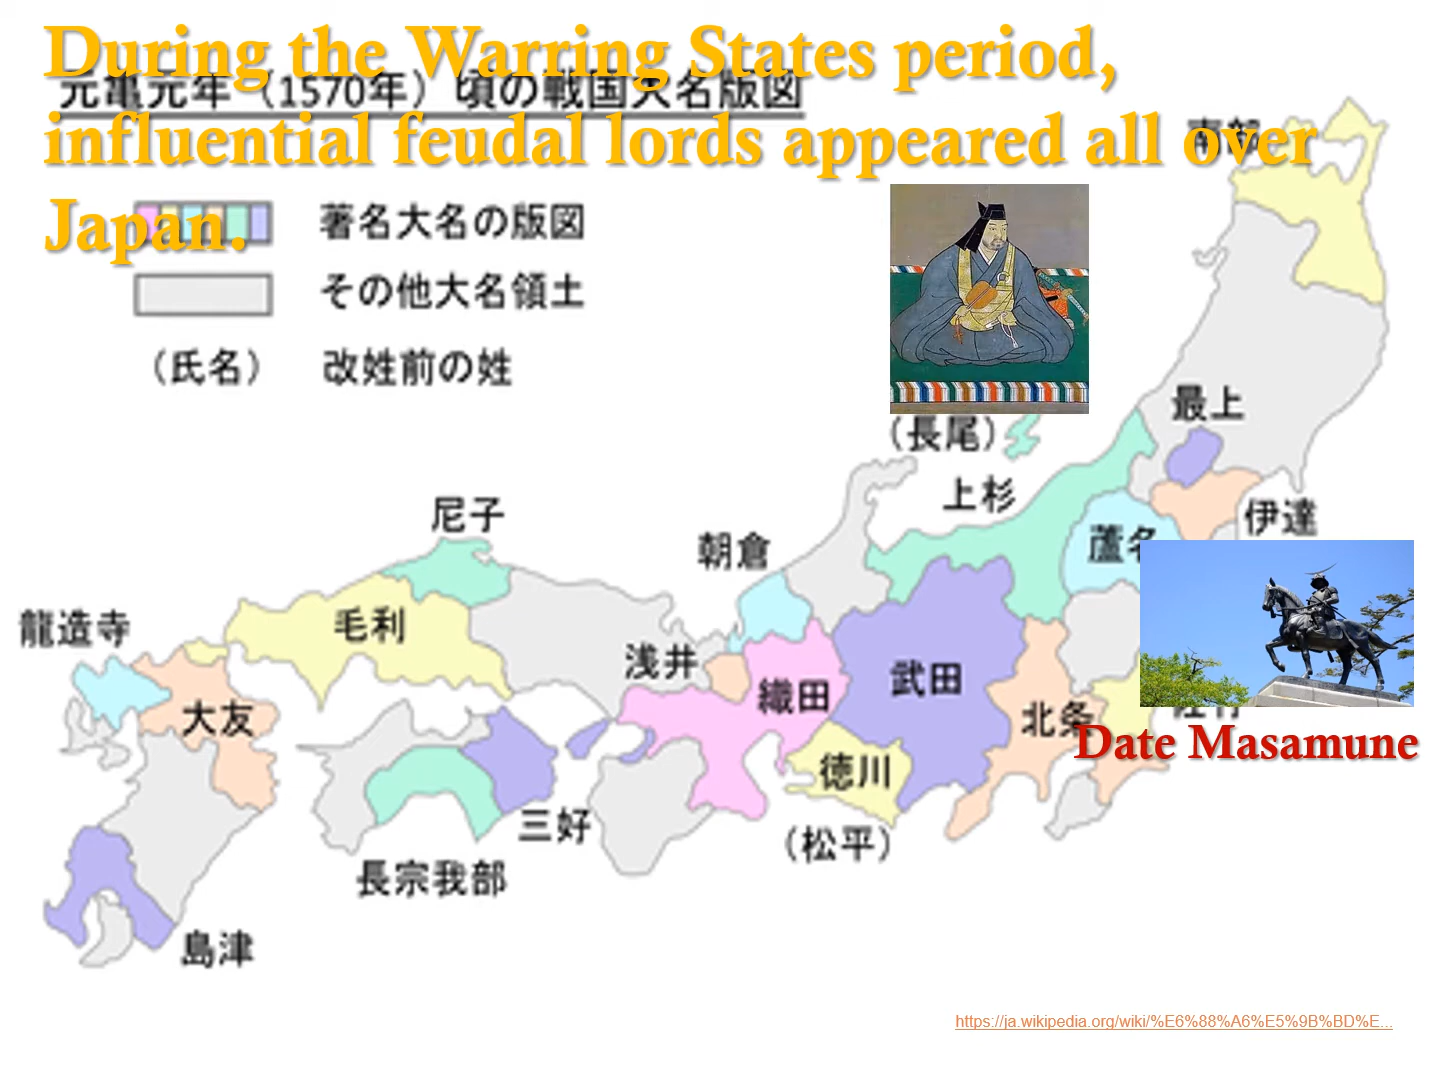 During the Warring States period,
元亀元年（1570年）頃の戦国大名版図
influential feudal lords appeared all over
南部
Japan.
著名大名の版図
その他大名領土
（氏名） 改姓前の姓
最上
（長尾）
上杉
尼子
伊達
朝倉
蘆名
龍造寺
毛利
浅井
武田
織田
大友
北条
Date Masamune
徳川
三好
（松平）
長宗我部
島津
https://ja.wikipedia.org/wiki/%E6%88%A6%E5%9B%BD%E...